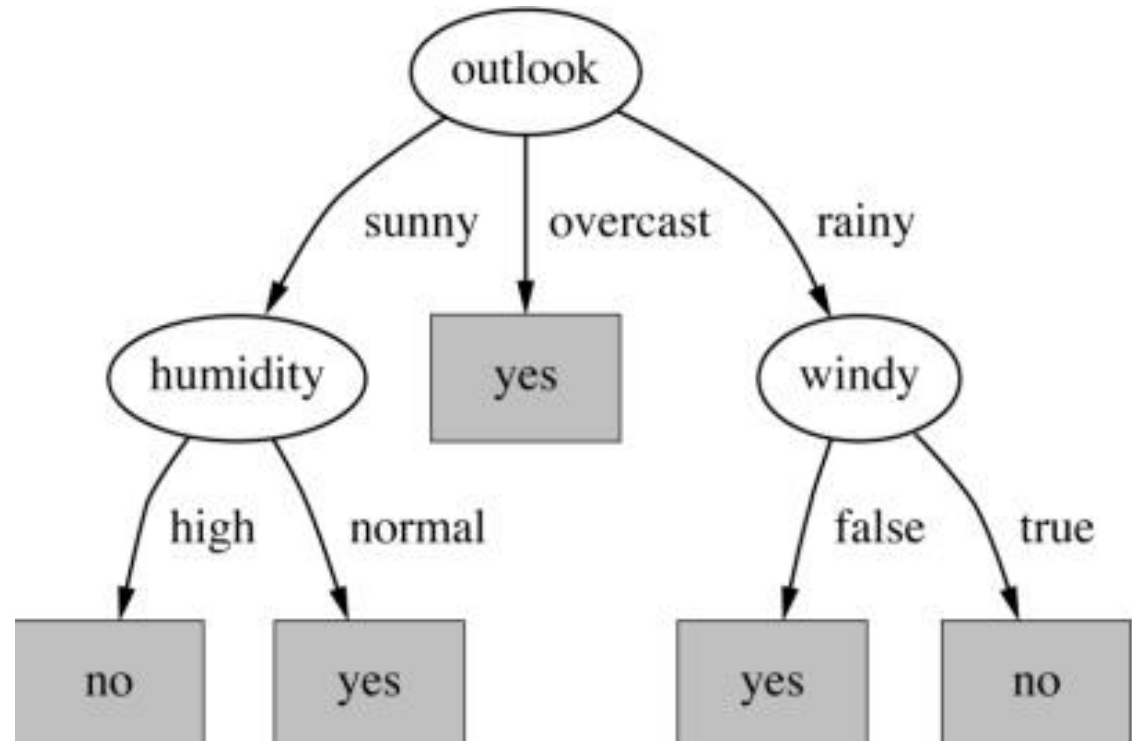 outlook
sunny overcast rainy
humidity yes windy
high normal false true
no yes yes no